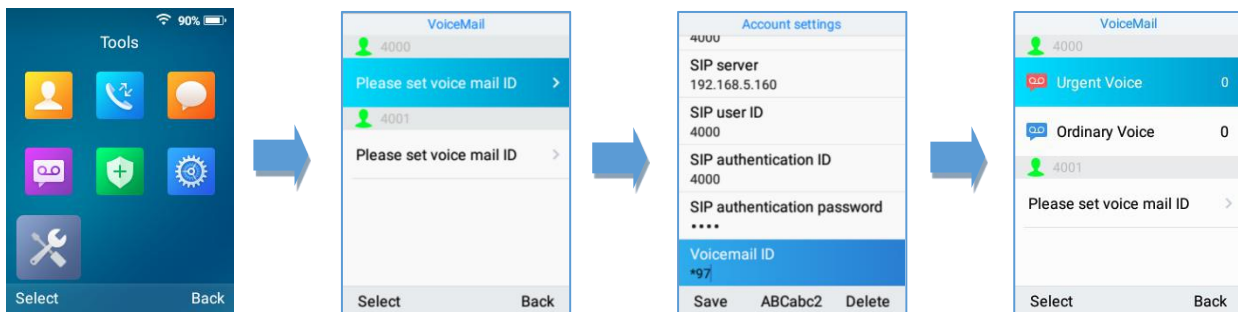 90%
Tools
Select Back
VoiceMail
4000
Please set voice mail ID >
4001
Please set voice mail ID >
Select Back
Account settings
4000
SIP server
192.168.5.160
SIP user ID
4000
SIP authentication ID
4000
SIP authentication password
••••
Voicemail ID
*97
Save ABCabc2 Delete
VoiceMail
4000
Urgent Voice 0
Ordinary Voice 0
4001
Please set voice mail ID >
Select Back